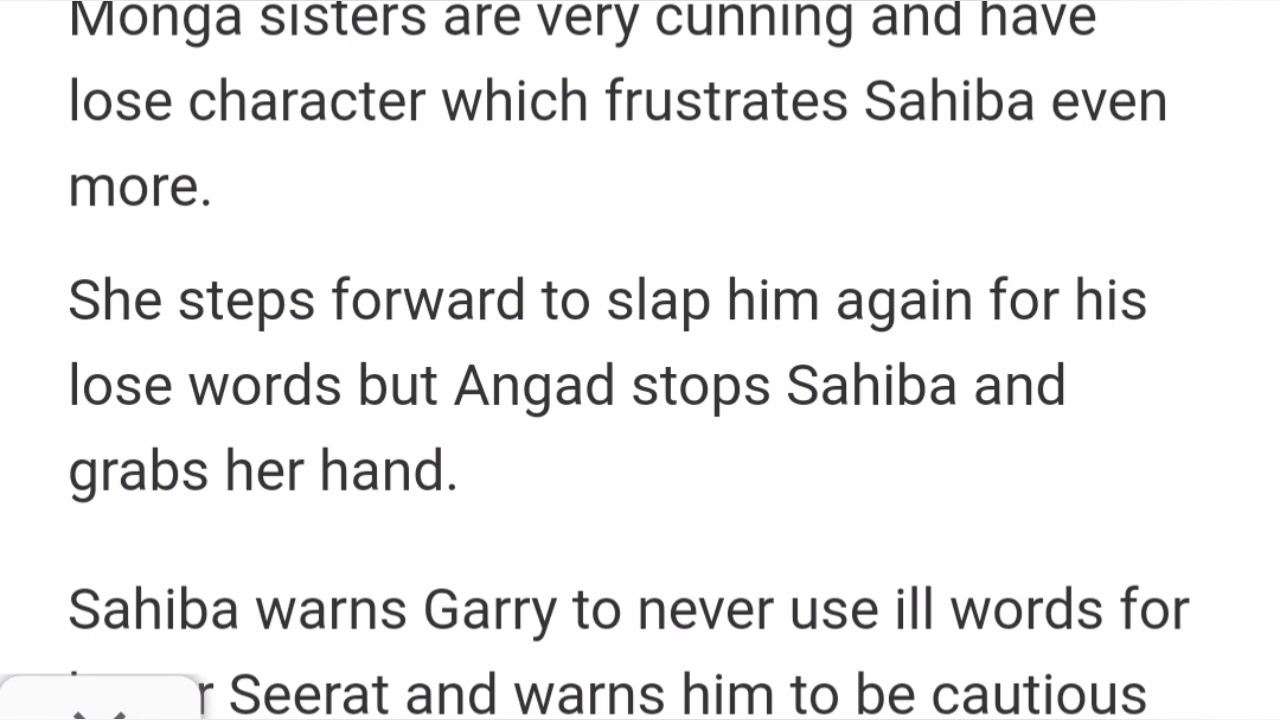 Monga sisters are very cunning and have
lose character which frustrates Sahiba even
more.
She steps forward to slap him again for his
lose words but Angad stops Sahiba and
grabs her hand.
Sahiba warns Garry to never use ill words for
Seerat and warns him to be cautious